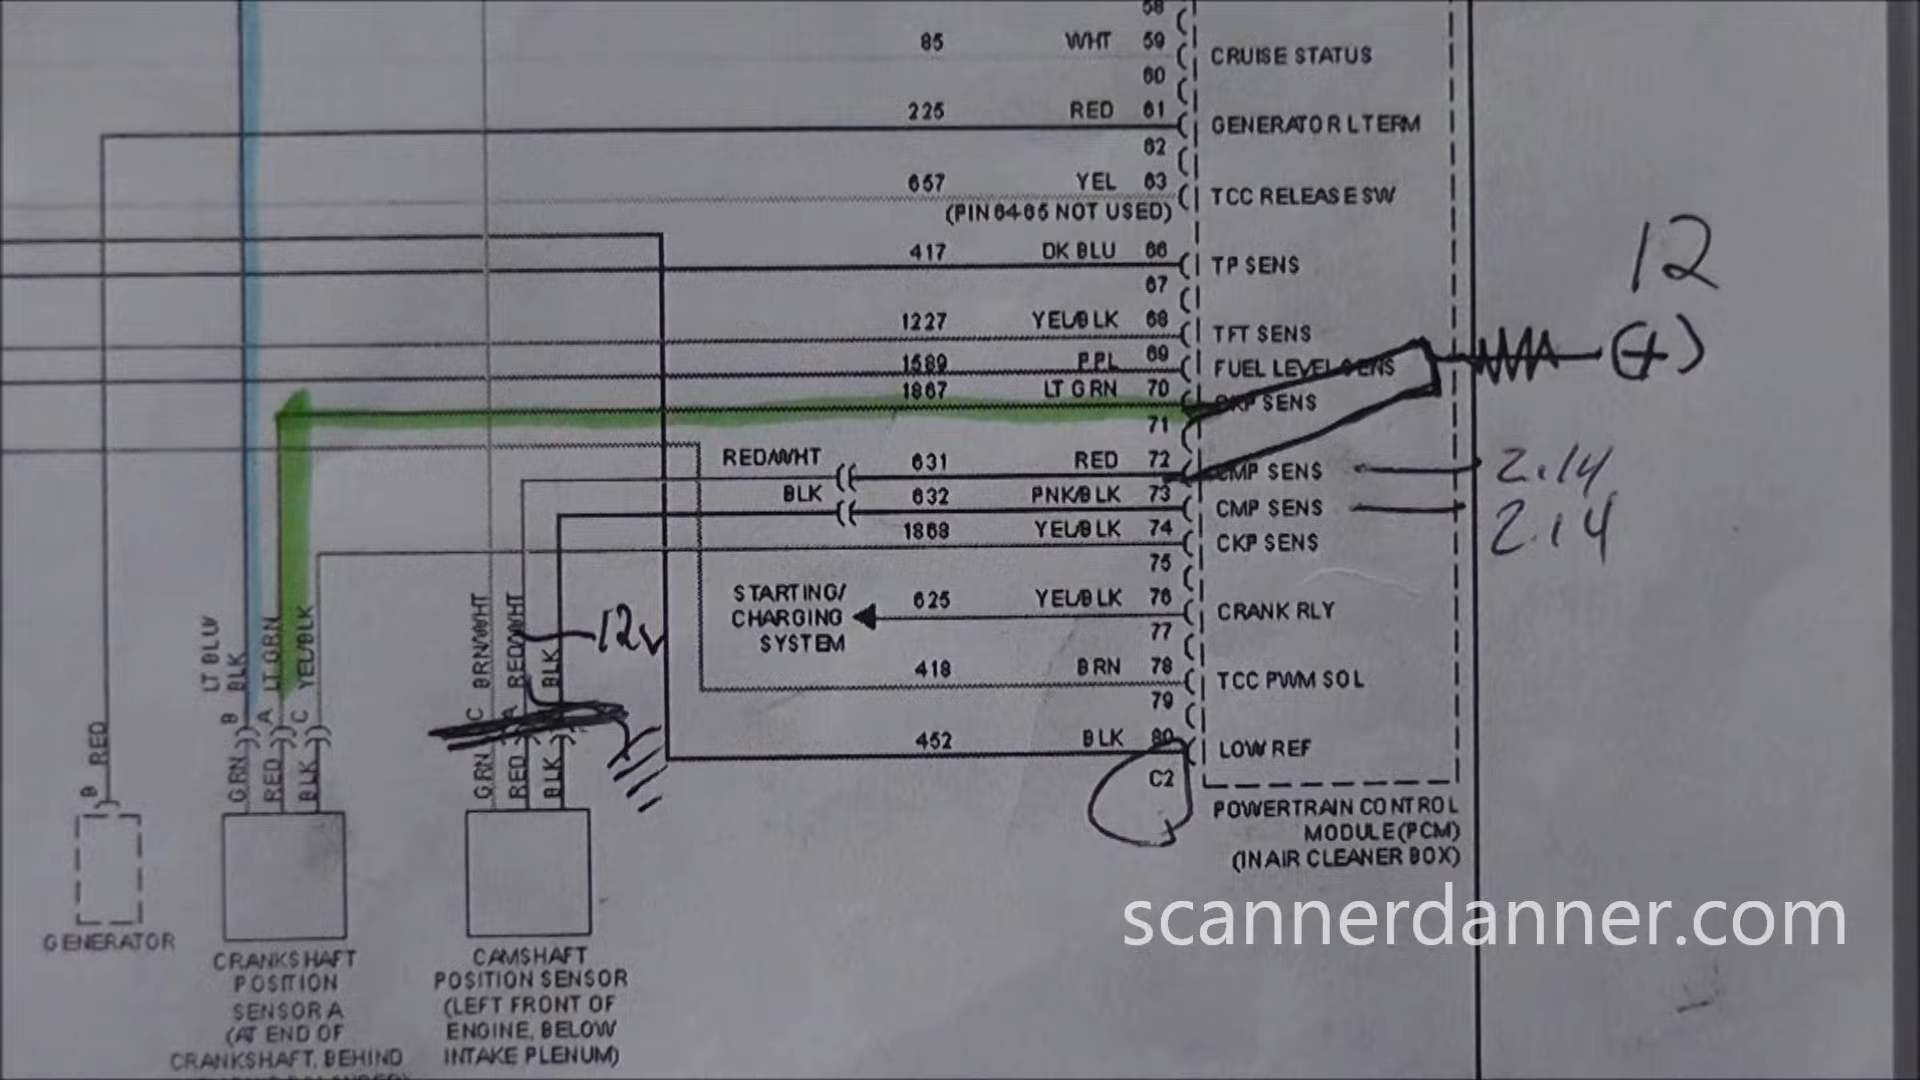 58
85 WHT 59
CRUISE STATUS
60
225 RED 61
GENERATOR L TERM
62
657 YEL 63
TCC RELEASE SW
(PIN 64-65 NOT USED)
417 DK BLU 66
TP SENS
67
1227 YEL/BLK 68
TFT SENS
1589 PPL 69
FUEL LEVEL SENS
1867 LT GRN 70
CKP SENS
71
RED/WHT 631 RED 72
CMP SENS
BLK 632 PNK/BLK 73
CMP SENS
1868 YEL/BLK 74
CKP SENS
75
STARTING/
CHARGING
SYSTEM
625 YEL/BLK 76
CRANK RLY
77
418 BRN 78
TCC PWM SOL
79
452 BLK 80
LOW REF
C2
POWERTRAIN CONTROL
MODULE (PCM)
(IN AIR CLEANER BOX)
12
(+)
2.14
2.14
12v
LT BLU
BLK
LT GRN
YEL/BLK
BRN/WHT
RED/WHT
BLK
B
A
C
C
A
RED
B
GRN
RED
BLK
GRN
RED
BLK
GENERATOR
CRANKSHAFT
POSITION
SENSOR A
(AT END OF
CRANKSHAFT, BEHIND
CAMSHAFT
POSITION SENSOR
(LEFT FRONT OF
ENGINE, BELOW
INTAKE PLENUM)
scannerdanner.com